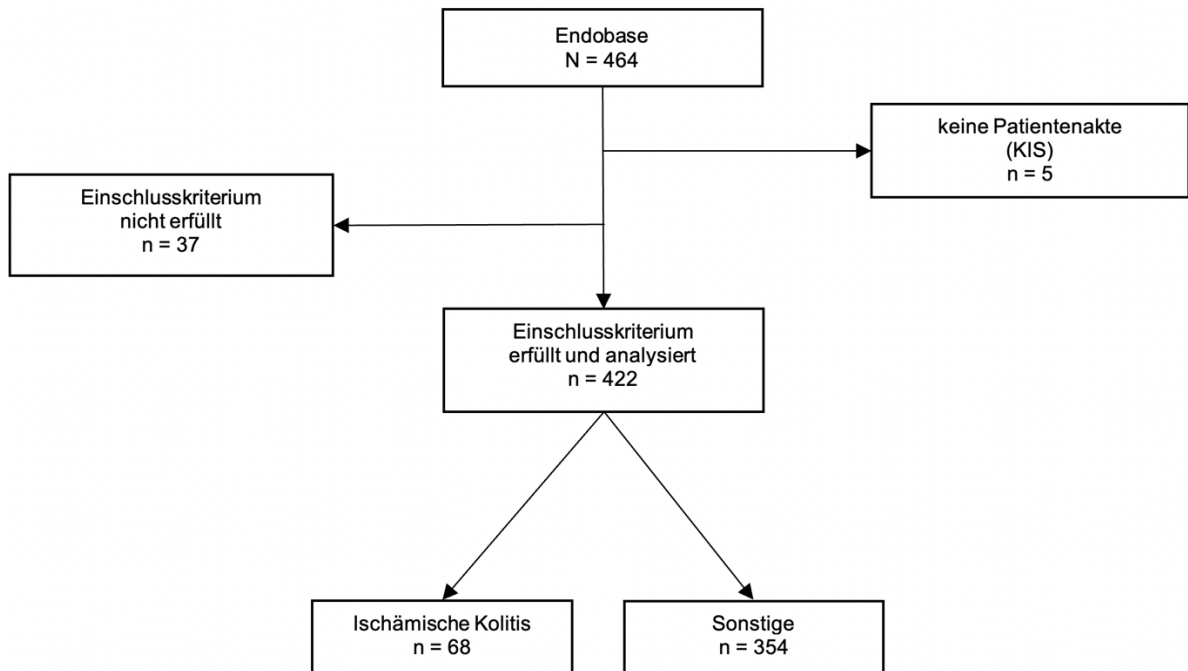 Endobase
N = 464
keine Patientenakte
(KIS)
n = 5
Einschlusskriterium
nicht erfüllt
n = 37
Einschlusskriterium
erfüllt und analysiert
n = 422
Ischämische Kolitis
n = 68
Sonstige
n = 354